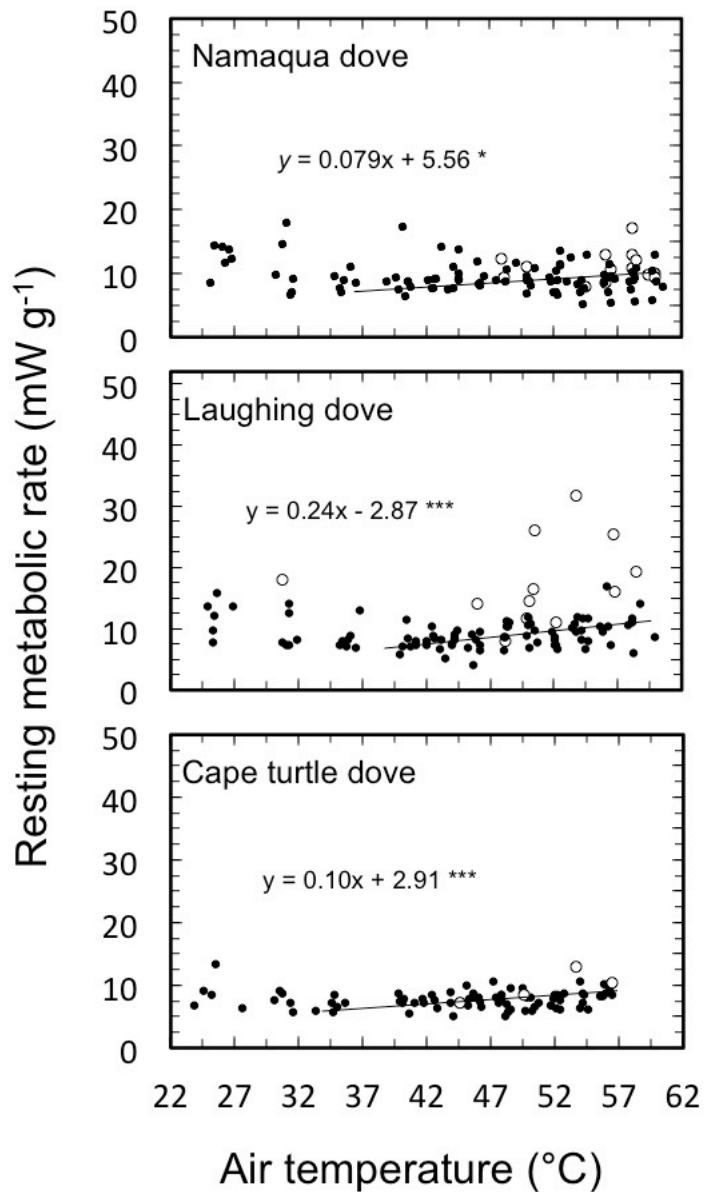 Resting metabolic rate (mW g⁻¹)
50
40
30
20
10
0
Namaqua dove
y = 0.079x + 5.56 *
50
40
30
20
10
0
Laughing dove
y = 0.24x - 2.87 ***
50
40
30
20
10
0
Cape turtle dove
y = 0.10x + 2.91 ***
22 27 32 37 42 47 52 57 62
Air temperature (°C)